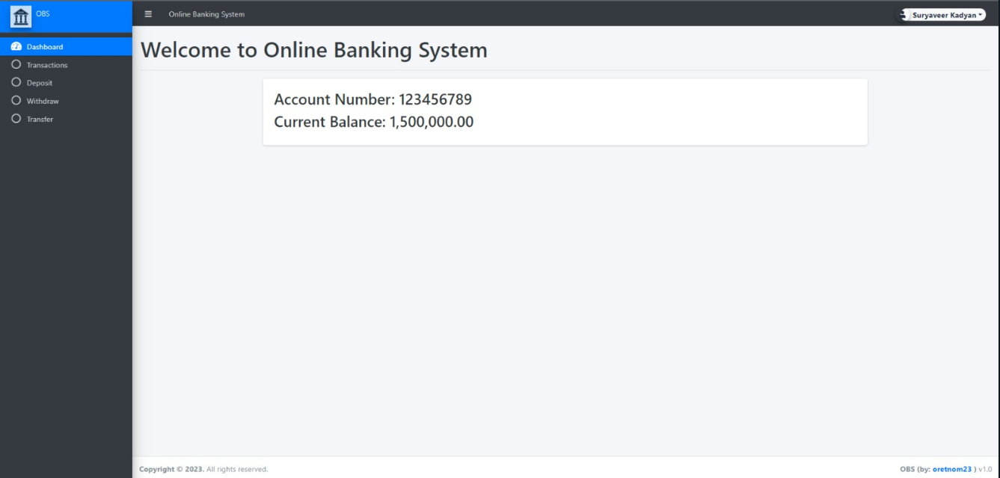 OBS
Online Banking System
Suryaveer Kadyan
Dashboard
Transactions
Deposit
Withdraw
Transfer
Welcome to Online Banking System
Account Number: 123456789
Current Balance: 1,500,000.00
Copyright © 2023. All rights reserved.
OBS (by: oretnom23 ) v1.0